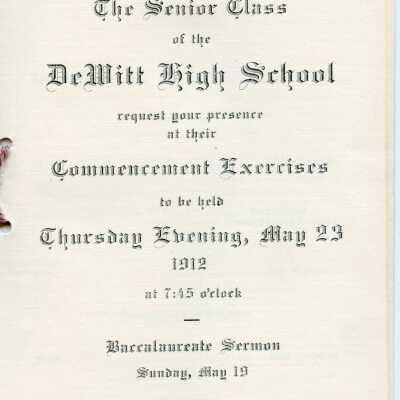 The Senior Class
of the
DeWitt High School
request your presence
at their
Commencement Exercises
to be held
Thursday Evening, May 23
1912
at 7:45 o'clock
Baccalaureate Sermon
Sunday, May 19